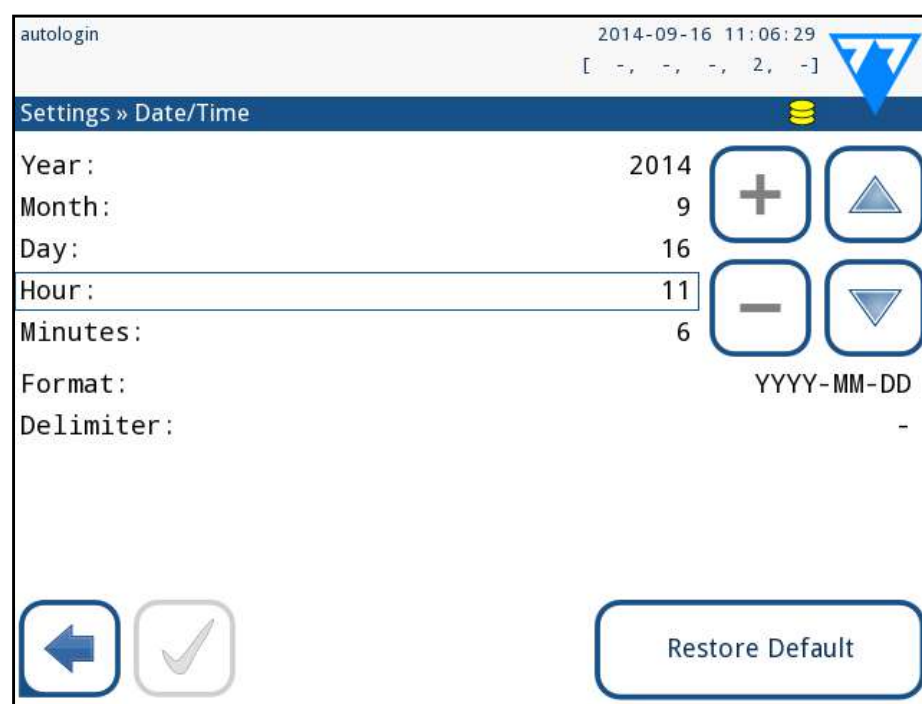 autologin 2014-09-16 11:06:29
[ -, -, -, 2, -]
Settings » Date/Time
Year: 2014
Month: 9
Day: 16
Hour: 11
Minutes: 6
Format: YYYY-MM-DD
Delimiter: -
Restore Default